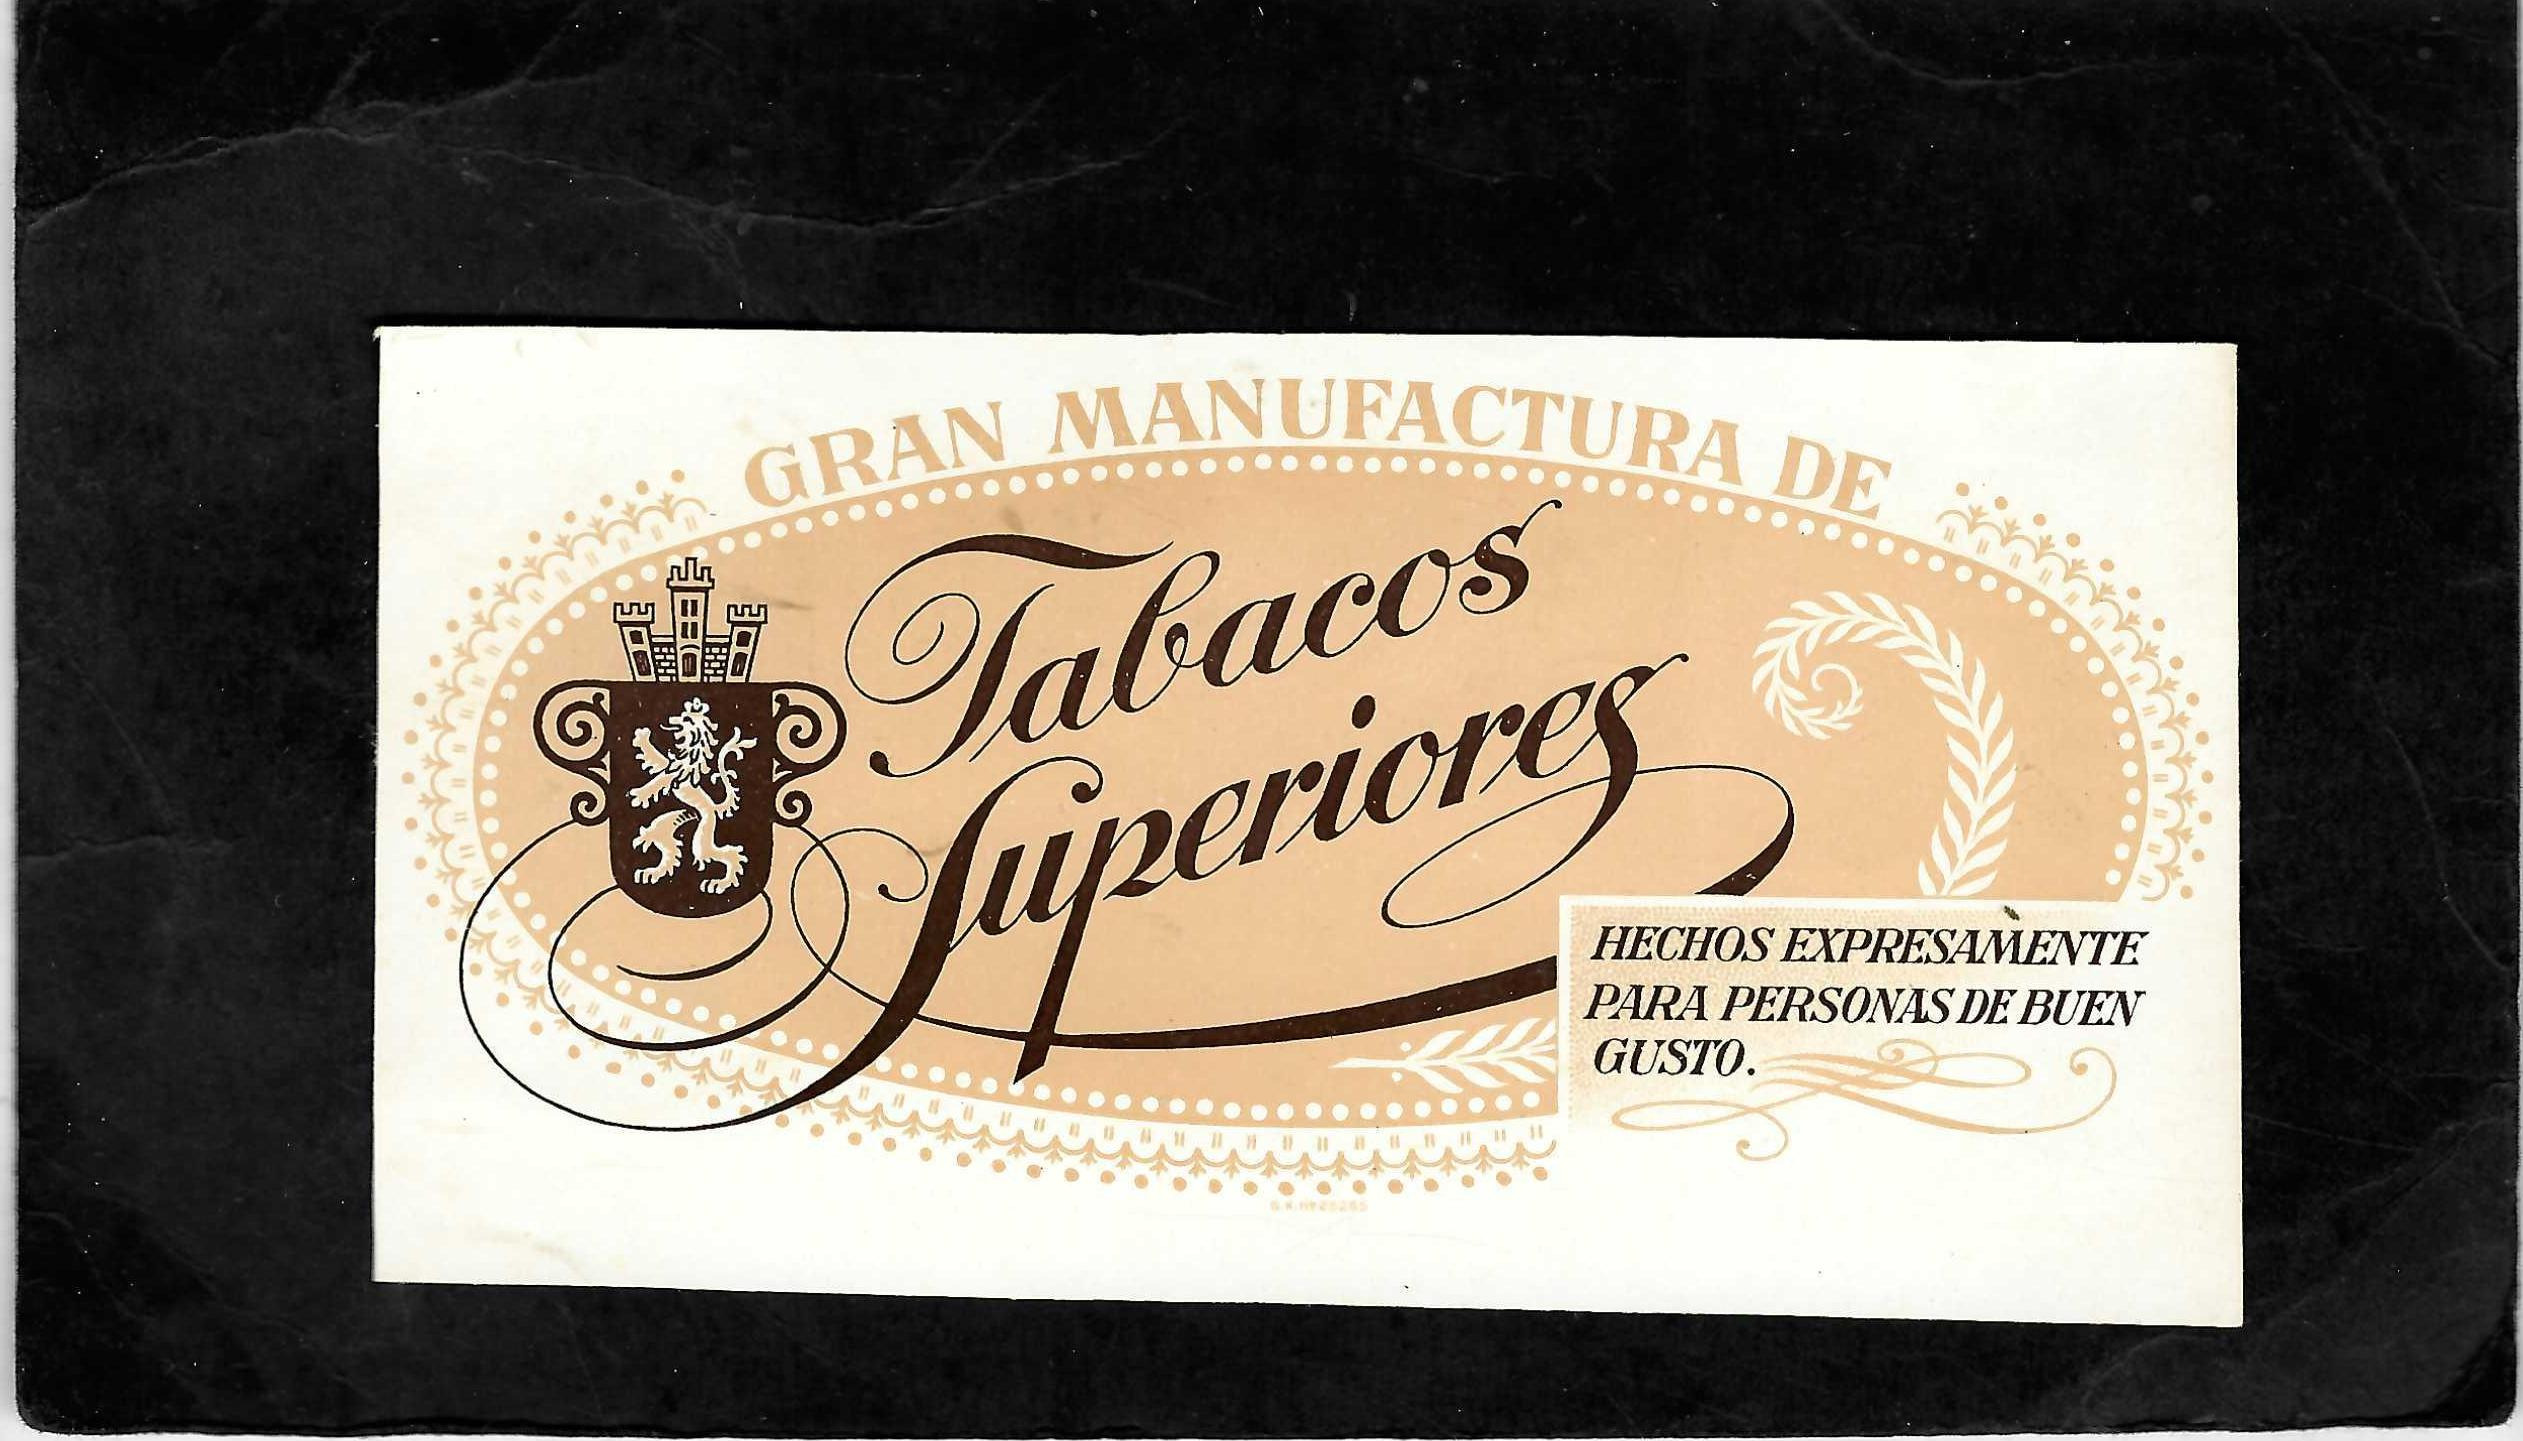 GRAN MANUFACTURA DE
Tabacos
Superiores
HECHOS EXPRESAMENTE
PARA PERSONAS DE BUEN
GUSTO.